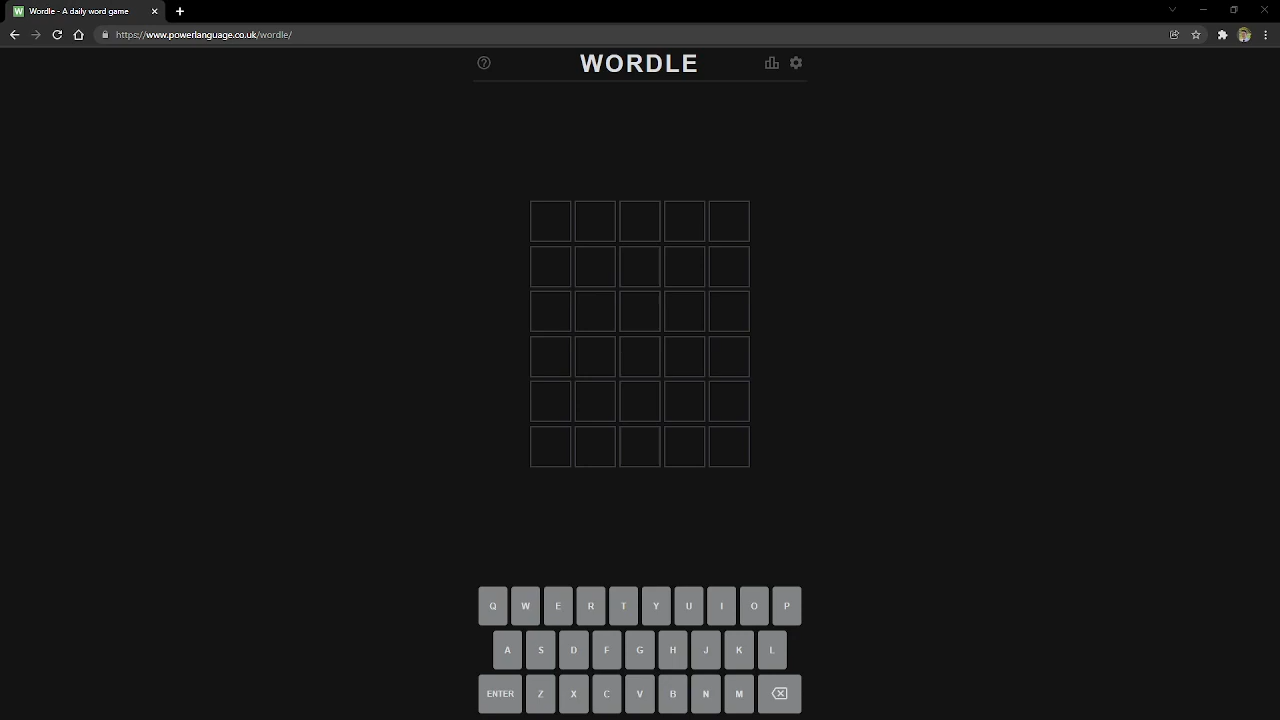 Wordle - A daily word game
https://www.powerlanguage.co.uk/wordle/
WORDLE
Q W E R T Y U I O P
A S D F G H J K L
ENTER Z X C V B N M